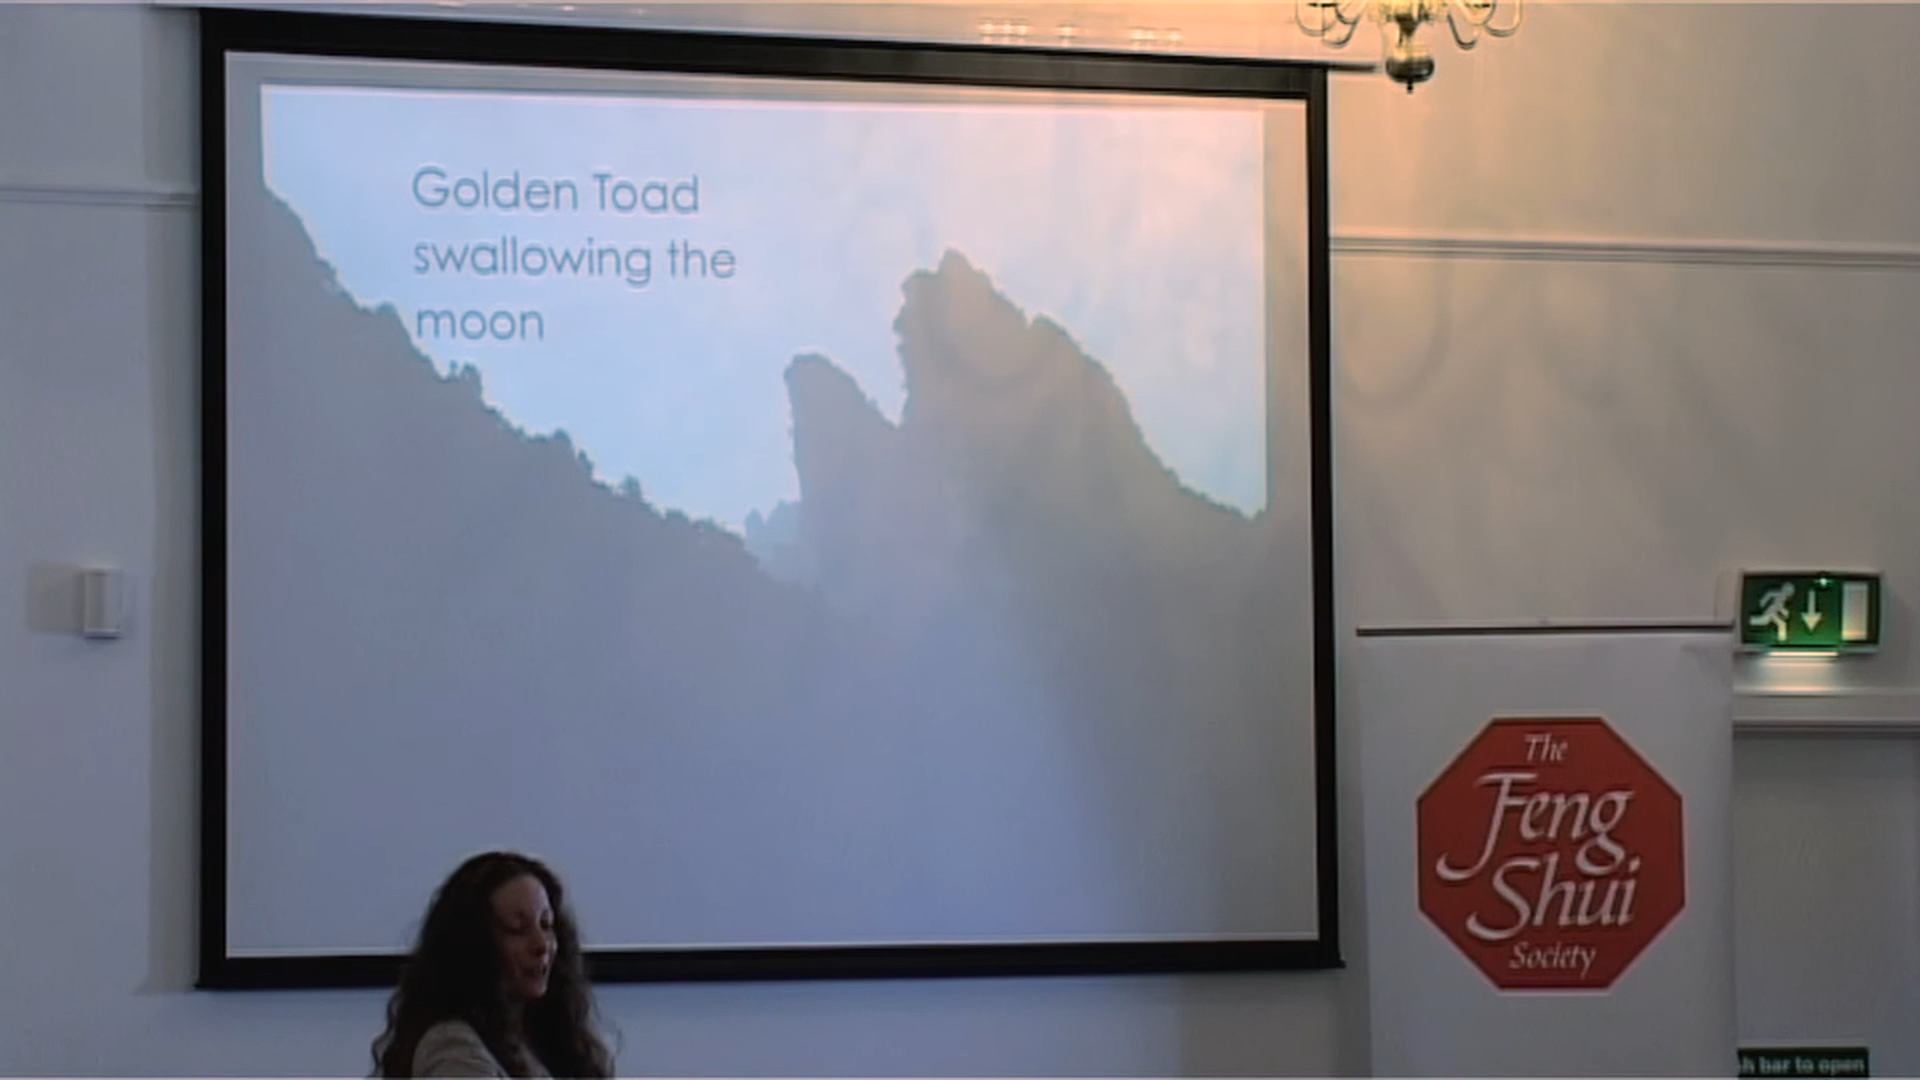 Golden Toad
swallowing the
moon
The
Feng
Shui
Society
bar to open